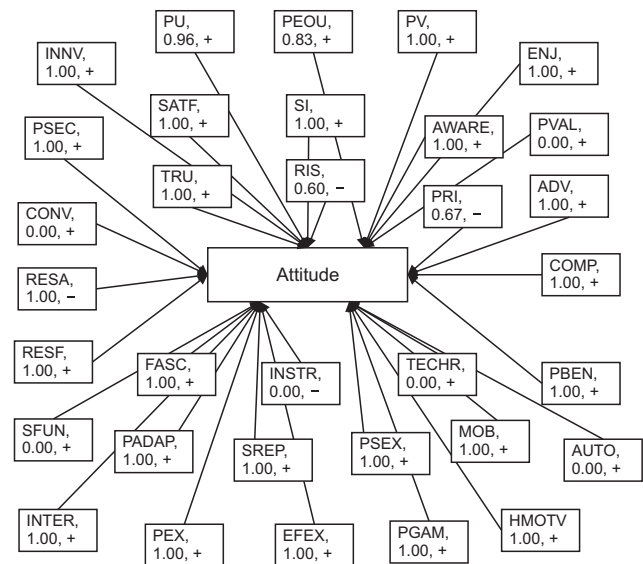 PU,
0.96, +
PEOU,
0.83, +
PV,
1.00, +
INNV,
1.00, +
ENJ,
1.00, +
SATF,
1.00, +
SI,
1.00, +
PSEC,
1.00, +
AWARE,
1.00, +
PVAL,
0.00, +
TRU,
1.00, +
RIS,
0.60, −
PRI,
0.67, −
ADV,
1.00, +
CONV,
0.00, +
Attitude
RESA,
1.00, −
COMP,
1.00, +
RESF,
1.00, +
FASC,
1.00, +
INSTR,
0.00, −
TECHR,
0.00, +
PBEN,
1.00, +
SFUN,
0.00, +
PADAP,
1.00, +
SREP,
1.00, +
PSEX,
1.00, +
MOB,
1.00, +
AUTO,
0.00, +
INTER,
1.00, +
PEX,
1.00, +
EFEX,
1.00, +
PGAM,
1.00, +
HMOTV
1.00, +